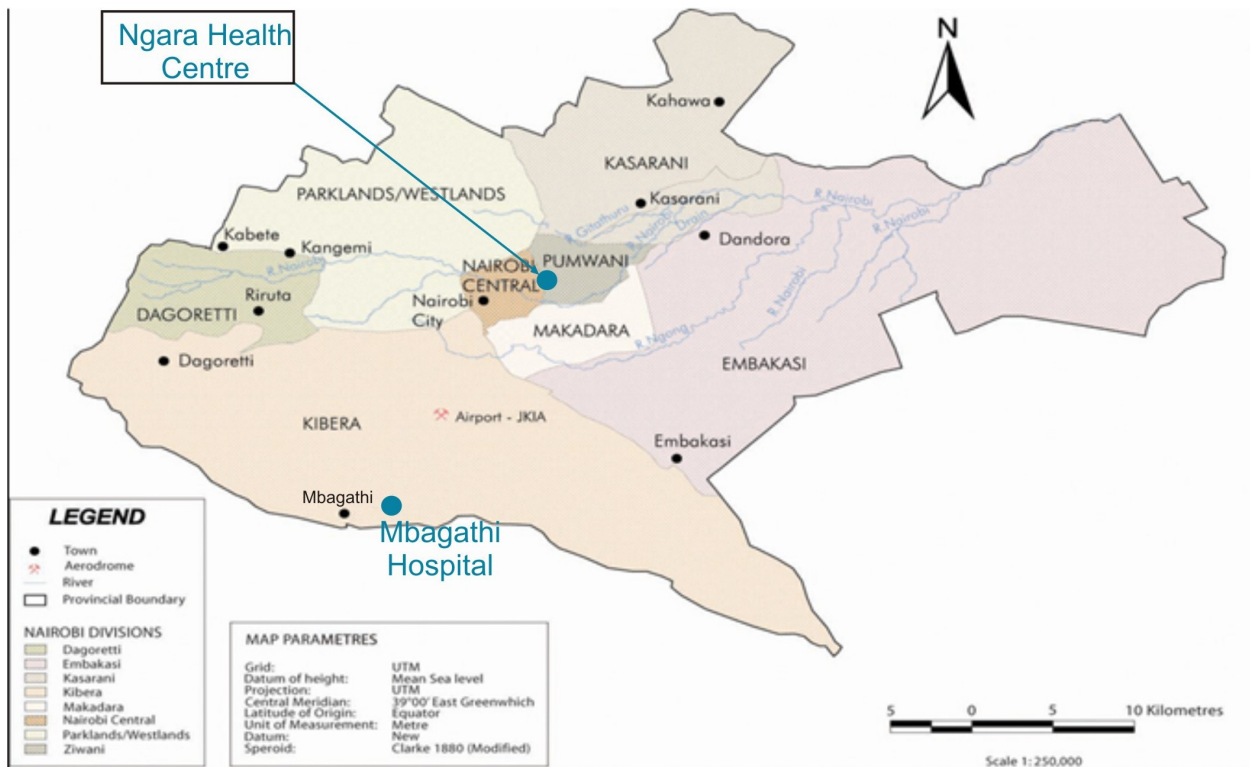 Ngara Health
Centre
N
Kahawa
KASARANI
PARKLANDS/WESTLANDS
Kasarani
R. Gitathuru
R. Nairobi
Drain
R. Nairobi
R. Nairobi
Kabete
Kangemi
Dandora
NAIROBI
CENTRAL
PUMWANI
R. Nairobi
R. Nairobi
Riruta
Nairobi
City
DAGORETTI
MAKADARA
R. Ngong
Dagoretti
EMBAKASI
KIBERA
Airport - JKIA
Embakasi
Mbagathi
Mbagathi
Hospital
LEGEND
Town
Aerodrome
River
Provincial Boundary
NAIROBI DIVISIONS
Dagoretti
Embakasi
Kasarani
Kibera
Makadara
Nairobi Central
Parklands/Westlands
Ziwani
MAP PARAMETRES
Grid: UTM
Datum of height: Mean Sea level
Projection: UTM
Central Meridian: 39°00' East Greenwhich
Latitude of Origin: Equator
Unit of Measurement: Metre
Datum: New
Speroid: Clarke 1880 (Modified)
5 0 5 10 Kilometres
Scale 1: 250,000